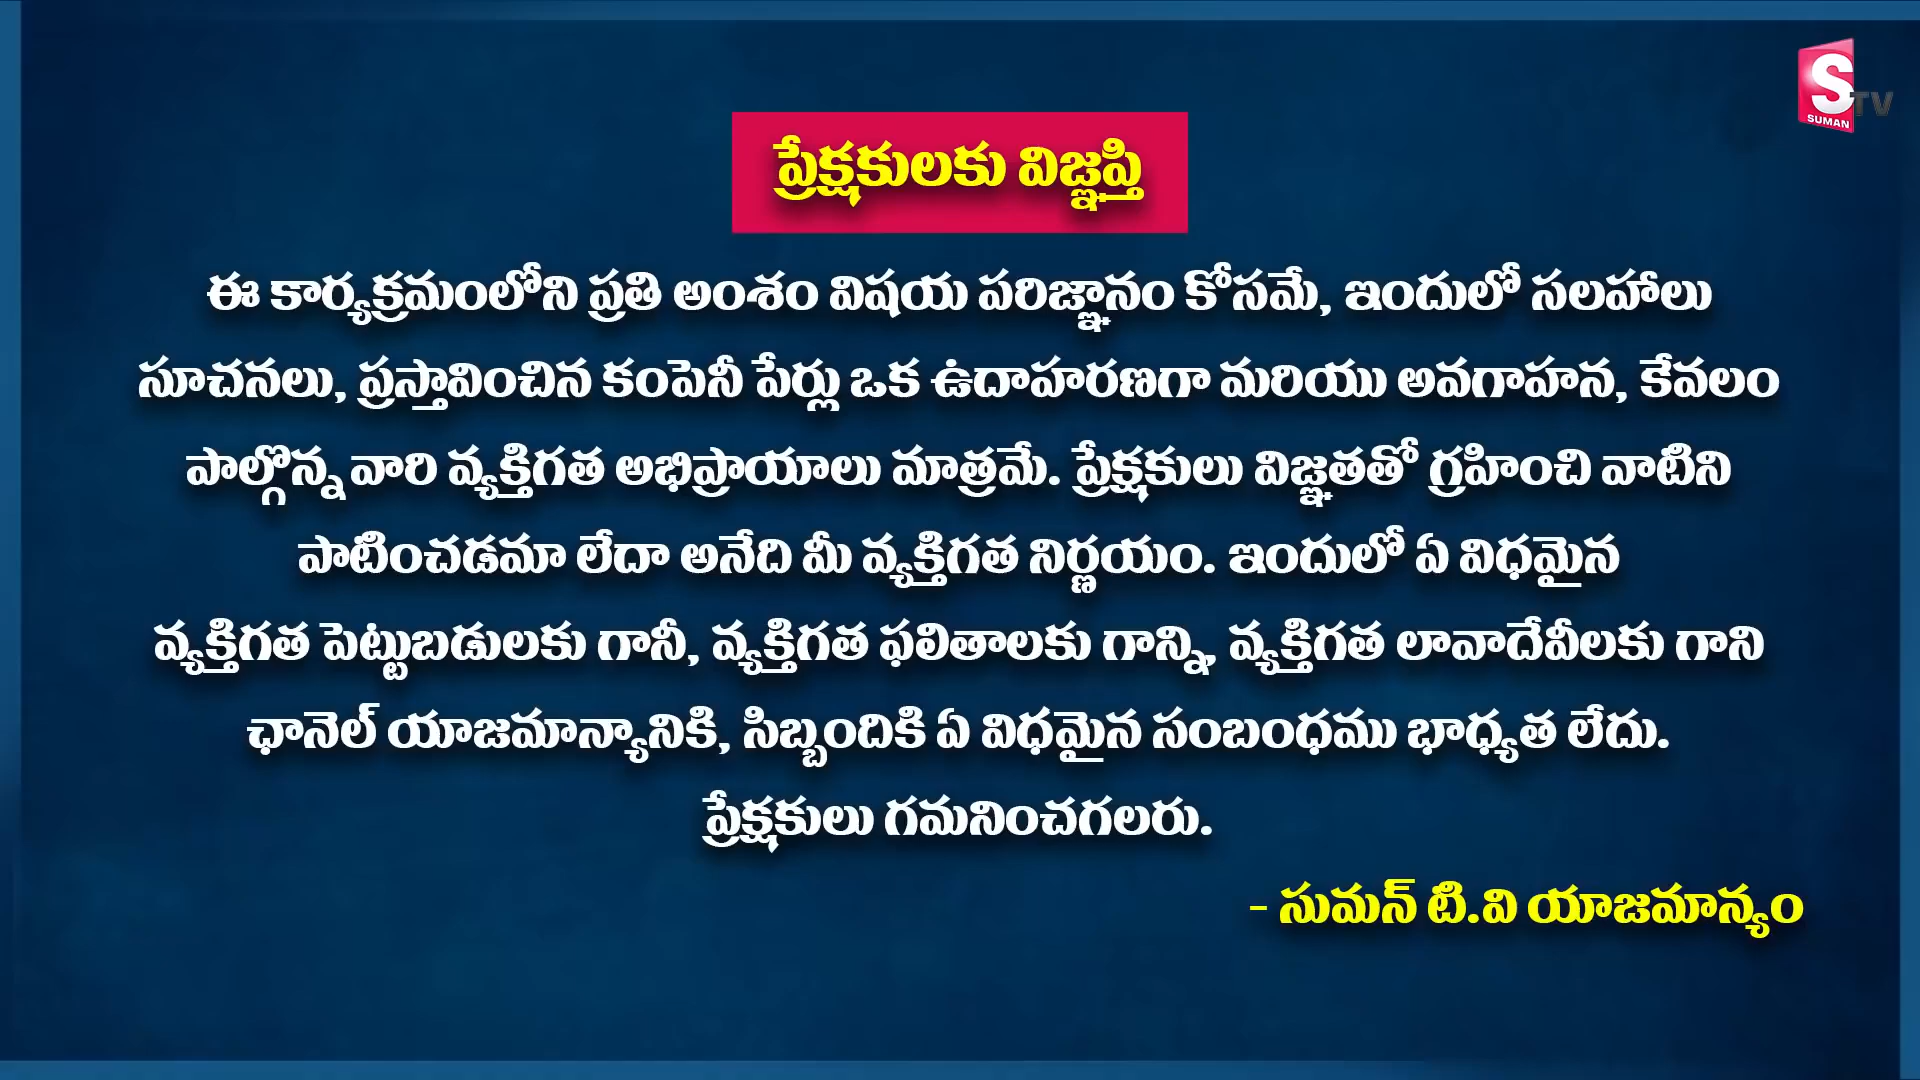 S
SUMAN TV
ప్రేక్షకులకు విజ్ఞప్తి
ఈ కార్యక్రమంలోని ప్రతి అంశం విషయ పరిజ్ఞానం కోసమే, ఇందులో సలహాలు
సూచనలు, ప్రస్తావించిన కంపెనీ పేర్లు ఒక ఉదాహరణగా మరియు అవగాహన, కేవలం
పాల్గొన్న వారి వ్యక్తిగత అభిప్రాయాలు మాత్రమే. ప్రేక్షకులు విజ్ఞతతో గ్రహించి వాటిని
పాటించడమా లేదా అనేది మీ వ్యక్తిగత నిర్ణయం. ఇందులో ఏ విధమైన
వ్యక్తిగత పెట్టుబడులకు గానీ, వ్యక్తిగత ఫలితాలకు గాన్ని, వ్యక్తిగత లావాదేవీలకు గాని
ఛానెల్ యాజమాన్యానికి, సిబ్బందికి ఏ విధమైన సంబంధము భాధ్యత లేదు.
ప్రేక్షకులు గమనించగలరు.
- సుమన్ టి.వి యాజమాన్యం